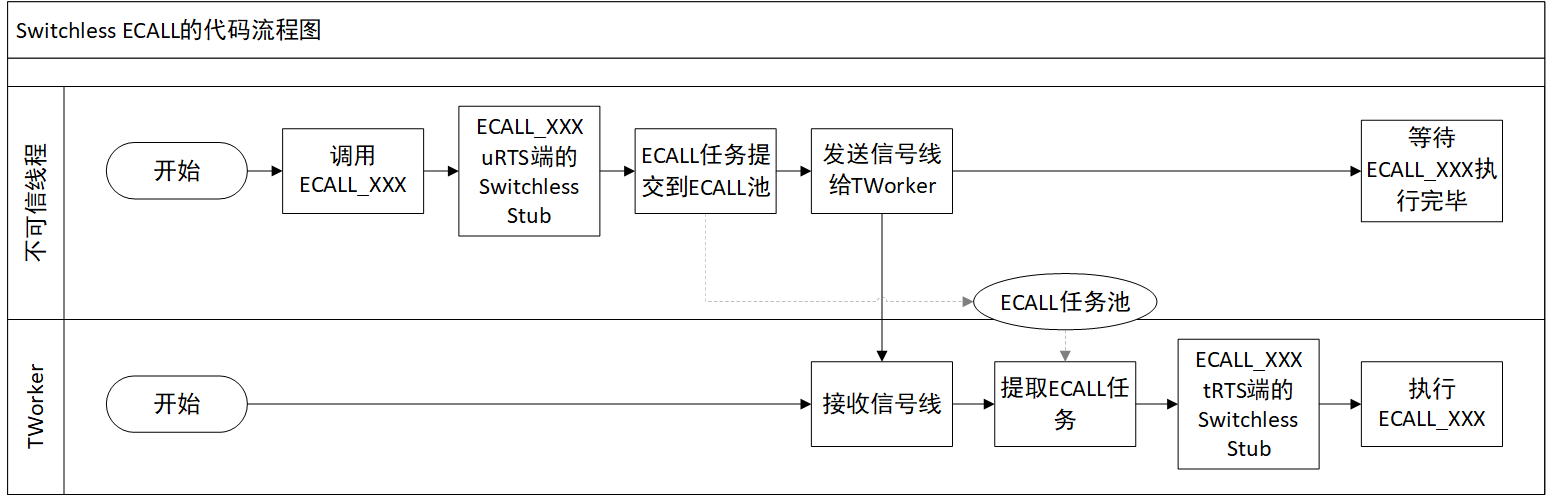 Switchless ECALL的代码流程图
不可信线程
开始
调用
ECALL_XXX
ECALL_XXX
uRTS端的
Switchless
Stub
ECALL任务提
交到ECALL池
发送信号线
给TWorker
等待
ECALL_XXX执
行完毕
ECALL任务池
TWorker
开始
接收信号线
提取ECALL任
务
ECALL_XXX
tRTS端的
Switchless
Stub
执行
ECALL_XXX